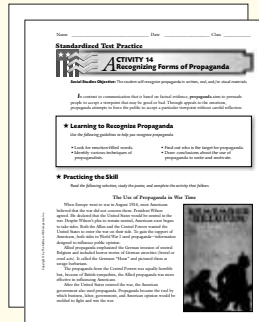 Name Date Class
Standardized Test Practice
ACTIVITY 14
Recognizing Forms of Propaganda
Social Studies Objective: The student will recognize propaganda in written, oral, and/or visual materials.
In contrast to communication that is based on factual evidence, propaganda aims to persuade
people to accept a viewpoint that may be good or bad. Through appeals to the emotions,
propaganda attempts to force the public to accept a particular viewpoint without careful reflection.
★ Learning to Recognize Propaganda
Use the following guidelines to help you recognize propaganda.
• Look for emotion-filled words.
• Identify various techniques of
propagandists.
• Find out who is the target for propaganda.
• Draw conclusions about the use of
propaganda to unite and motivate.
★ Practicing the Skill
Read the following selection, study the poster, and complete the activity that follows.
The Use of Propaganda in War Time
When Europe went to war in August 1914, most Americans
believed that the war did not concern them. President Wilson
agreed. He declared that the United States would be neutral in the
war. Despite Wilson's plea to remain neutral, Americans soon began
to take sides. Both the Allies and the Central Powers wanted the
United States to enter the war on their side. To gain the support of
Americans, both sides in World War I used propaganda—information
designed to influence public opinion.
Allied propaganda emphasized the German invasion of neutral
Belgium and included horror stories of German atrocities (brutal or
cruel acts). It called the Germans "Huns" and pictured them as
savage barbarians.
The propaganda from the Central Powers was equally horrible
but, because of British sympathies, the Allied propaganda was more
effective in influencing Americans.
After the United States entered the war, the American
government also used propaganda. Propaganda became the tool by
which business, labor, government, and American opinion would be
molded to fight and win the war.